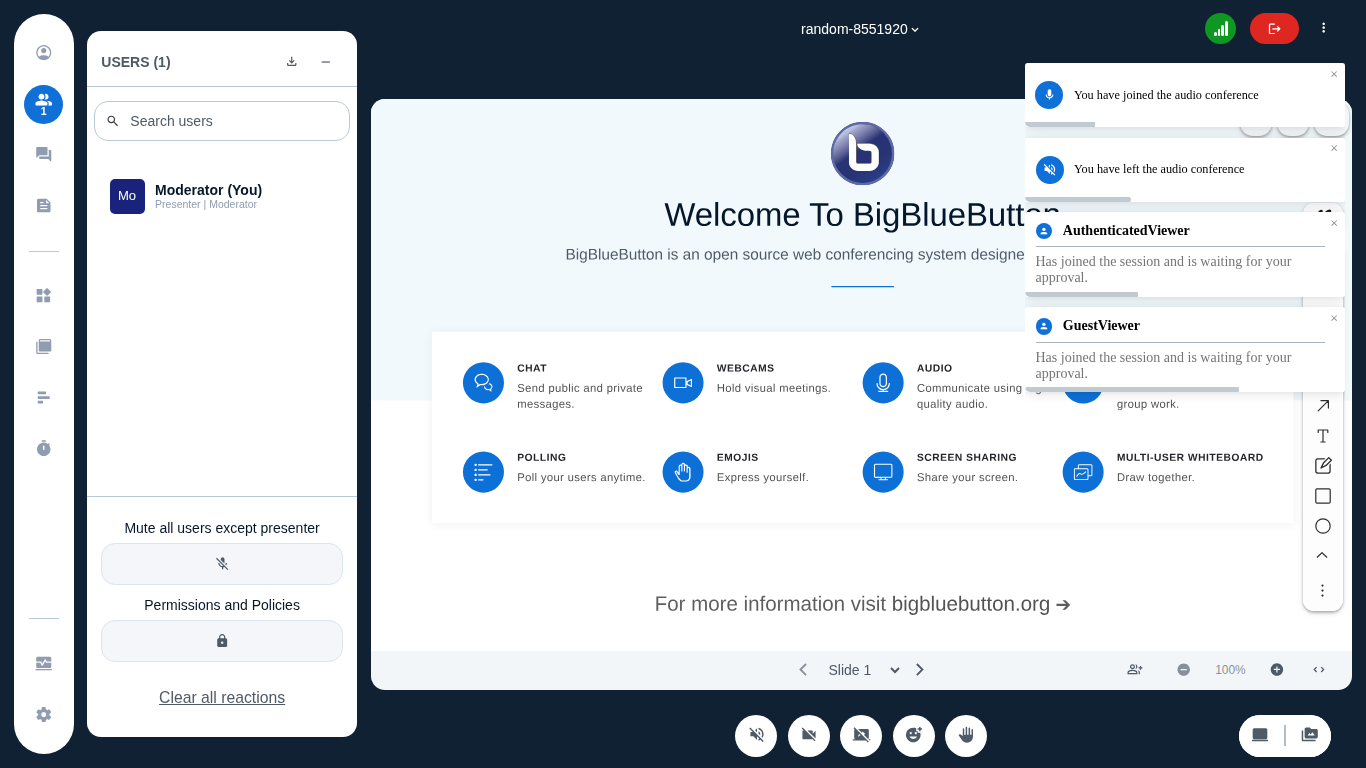 random-8551920
USERS (1)
Search users
Mo
Moderator (You)
Presenter | Moderator
1
Mute all users except presenter
Permissions and Policies
Clear all reactions
You have joined the audio conference
You have left the audio conference
AuthenticatedViewer
Has joined the session and is waiting for your
approval.
GuestViewer
Has joined the session and is waiting for your
approval.
Welcome To BigBlueButton
BigBlueButton is an open source web conferencing system
CHAT
Send public and private
messages.
WEBCAMS
Hold visual meetings.
AUDIO
Communicate using
quality audio.
group work.
POLLING
Poll your users anytime.
EMOJIS
Express yourself.
SCREEN SHARING
Share your screen.
MULTI-USER WHITEBOARD
Draw together.
For more information visit bigbluebutton.org ➔
Slide 1
100%